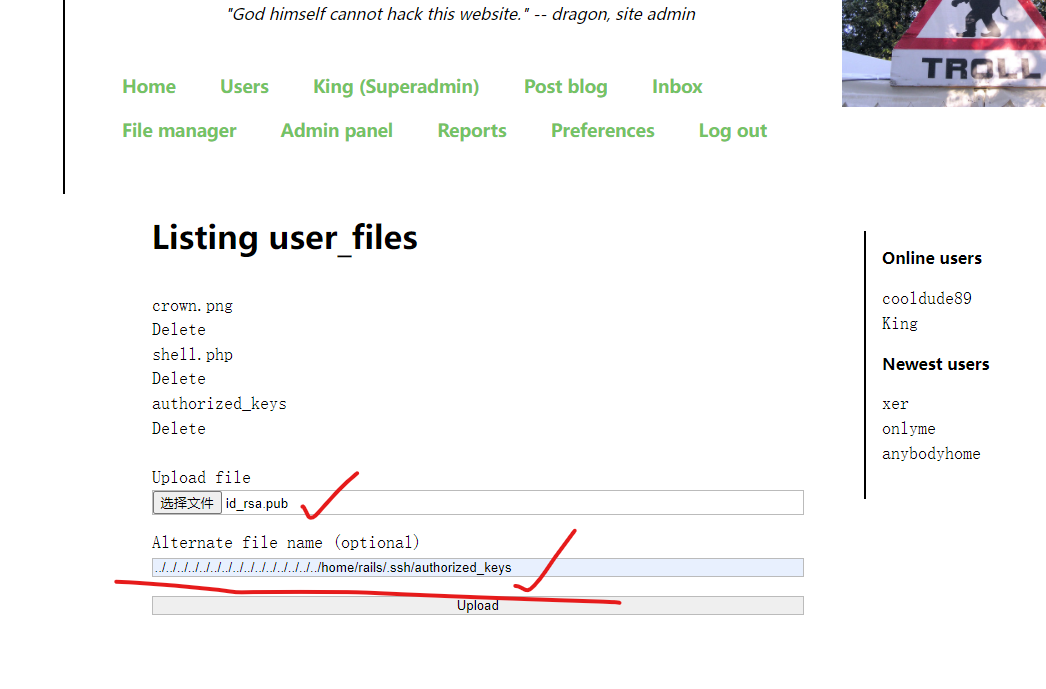 "God himself cannot hack this website." -- dragon, site admin
TROLL
Home Users King (Superadmin) Post blog Inbox
File manager Admin panel Reports Preferences Log out
Listing user_files
crown.png
Delete
shell.php
Delete
authorized_keys
Delete
Upload file
选择文件 id_rsa.pub
Alternate file name (optional)
../../../../../../../../../../../../../../home/rails/.ssh/authorized_keys
Upload
Online users
cooldude89
King
Newest users
xer
onlyme
anybodyhome